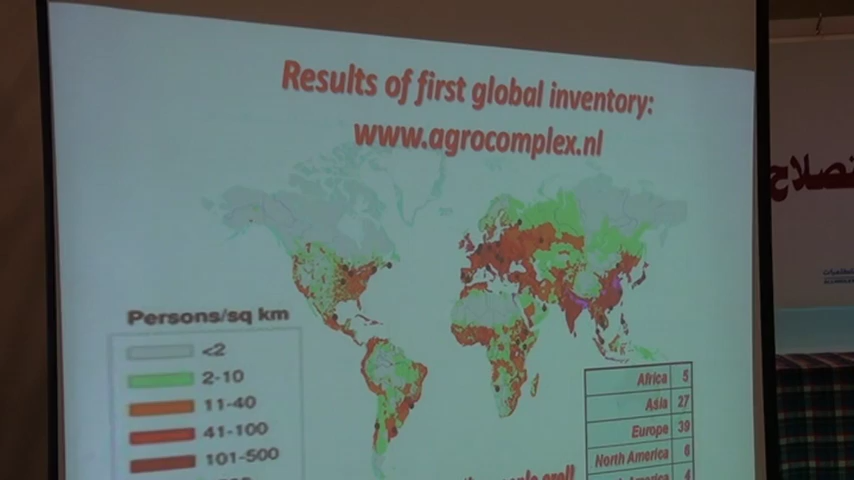 Results of first global inventory:
www.agrocomplex.nl
Persons/sq km
<2
2-10
11-40
41-100
101-500
Africa 5
Asia 27
Europe 39
North America 6
4